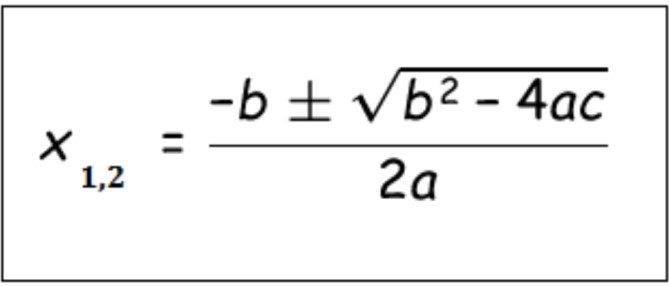 x₁,₂ = (-b ± √(b² - 4ac)) / 2a